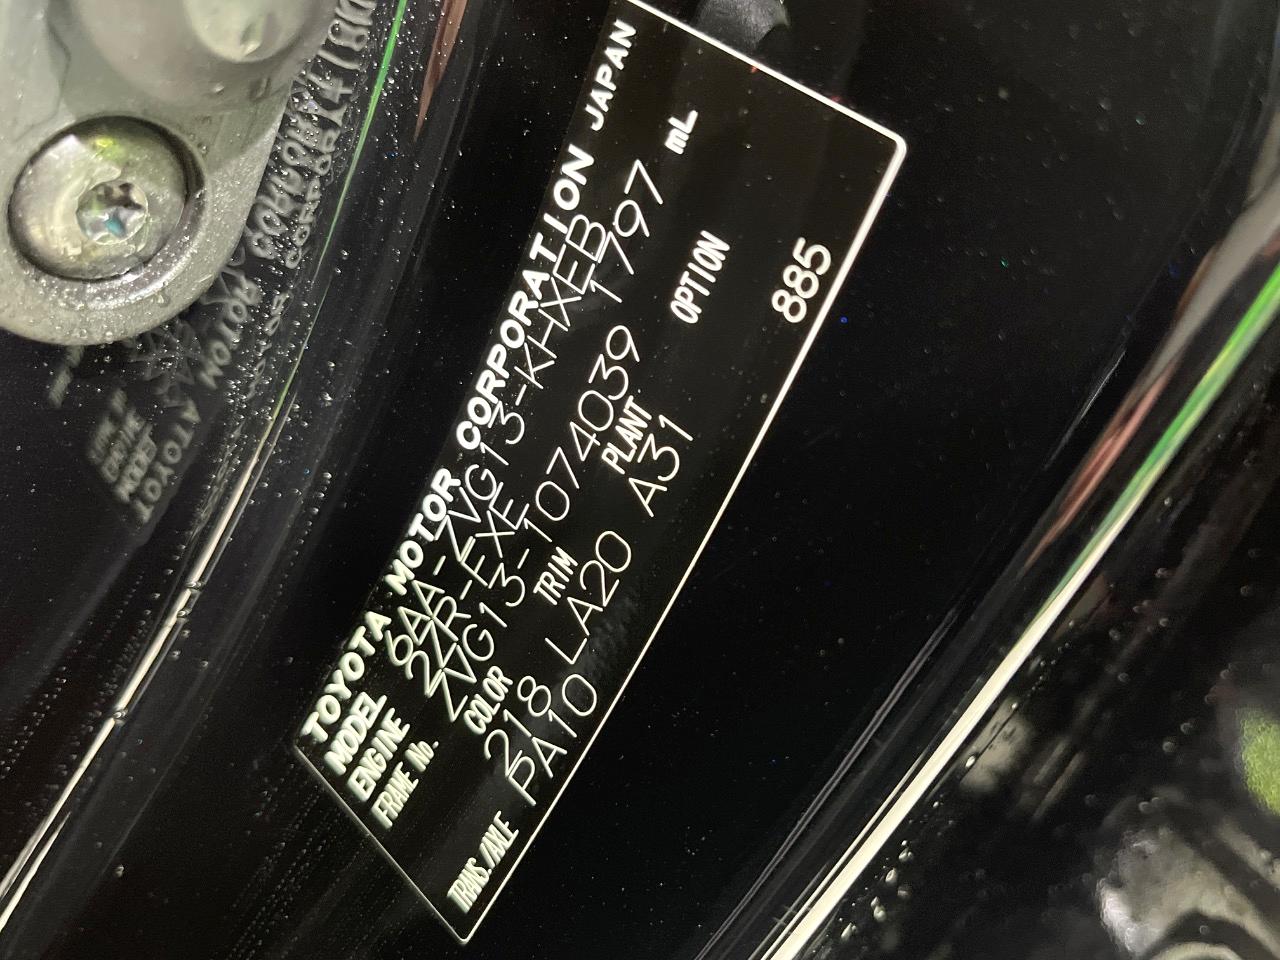 TOYOTA MOTOR CORPORATION JAPAN
MODEL 6AA-ZVG13-KHXEB
ENGINE 2ZR-FXE 1797 mL
FRAME No. ZVG13-1074039
COLOR TRIM PLANT OPTION
218 LA20 A31 885
TRANS./AXLE PA10